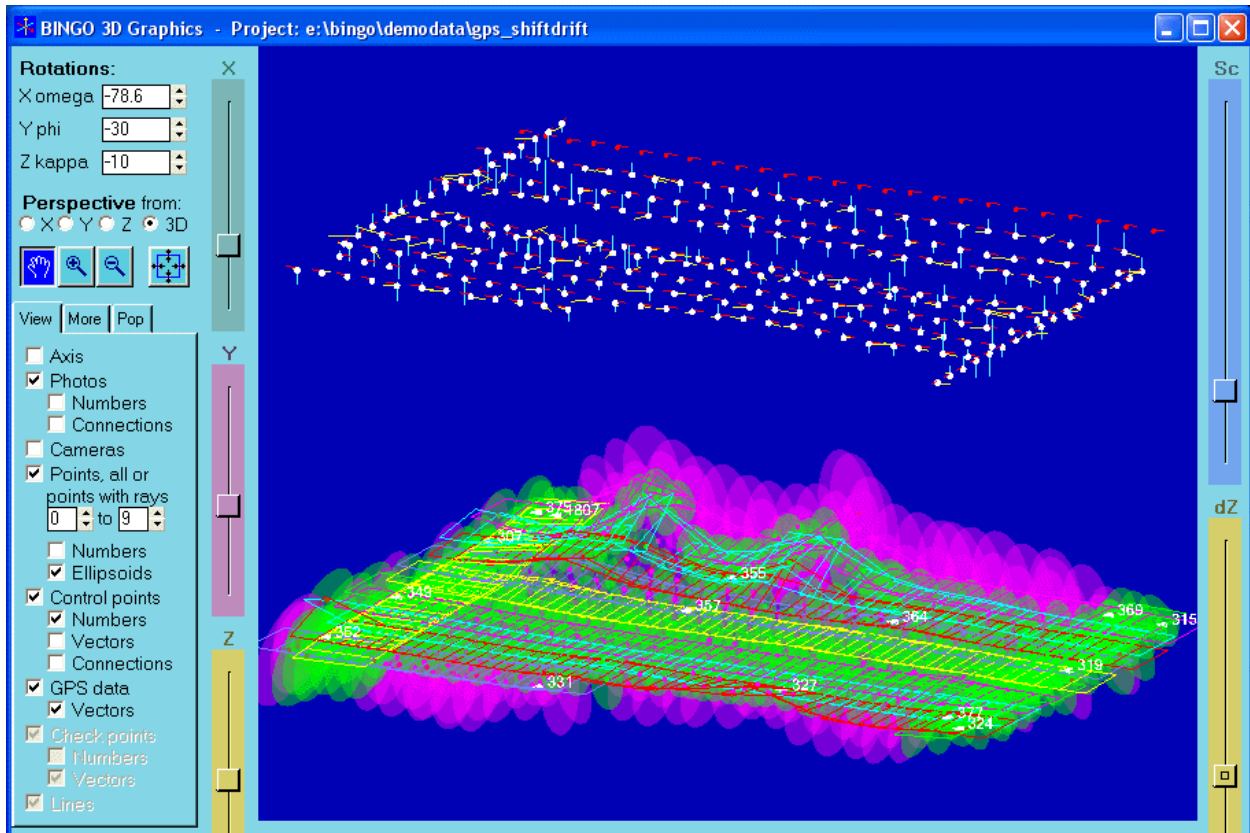 BINGO 3D Graphics - Project: e:\bingo\demodata\gps_shiftdrift
Rotations:
X omega -78.6
Y phi -30
Z kappa -10
Perspective from:
X Y Z 3D
View More Pop
Axis
Photos
Numbers
Connections
Cameras
Points, all or
points with rays
0 to 9
Numbers
Ellipsoids
Control points
Numbers
Vectors
Connections
GPS data
Vectors
Check points
Numbers
Vectors
Lines
X
Y
Z
Sc
dZ
375 1807
307
355
349
357
364
369
315
352
319
331
327
377
324